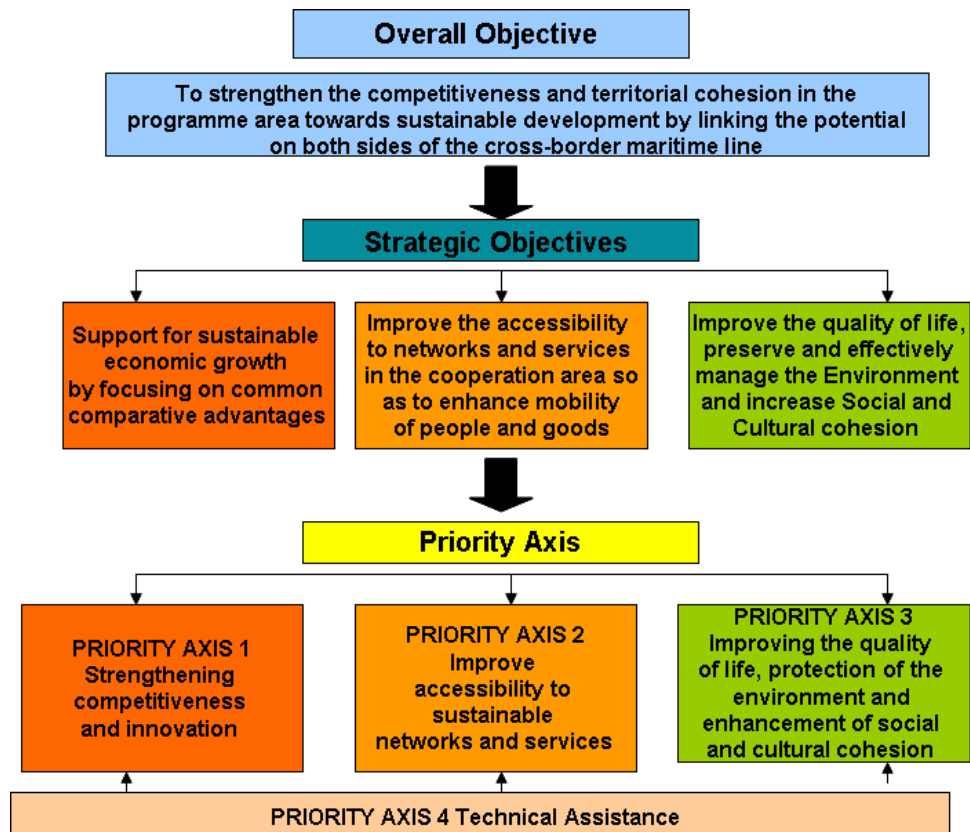 Overall Objective
To strengthen the competitiveness and territorial cohesion in the
programme area towards sustainable development by linking the potential
on both sides of the cross-border maritime line
Strategic Objectives
Support for sustainable
economic growth
by focusing on common
comparative advantages
Improve the accessibility
to networks and services
in the cooperation area so
as to enhance mobility
of people and goods
Improve the quality of life,
preserve and effectively
manage the Environment
and increase Social and
Cultural cohesion
Priority Axis
PRIORITY AXIS 1
Strengthening
competitiveness
and innovation
PRIORITY AXIS 2
Improve
accessibility to
sustainable
networks and services
PRIORITY AXIS 3
Improving the quality
of life, protection of the
environment and
enhancement of social
and cultural cohesion
PRIORITY AXIS 4 Technical Assistance